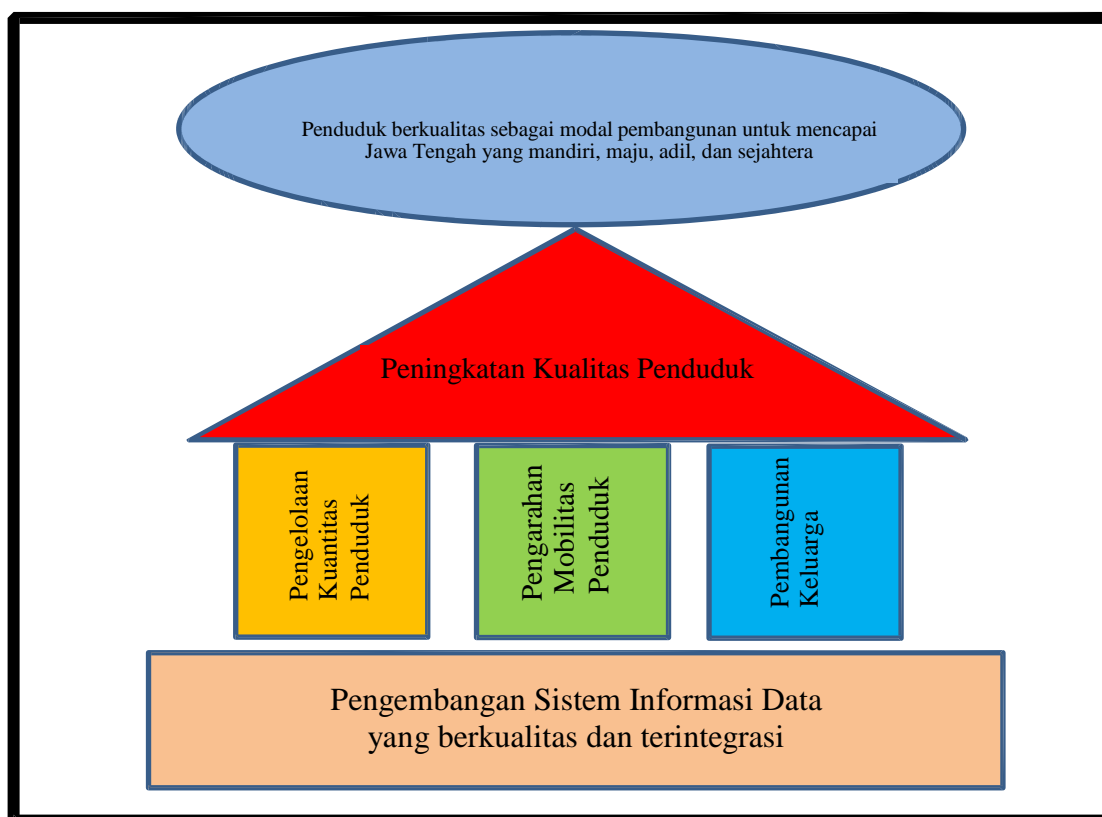 Penduduk berkualitas sebagai modal pembangunan untuk mencapai
Jawa Tengah yang mandiri, maju, adil, dan sejahtera
Peningkatan Kualitas Penduduk
Pengelolaan
Kuantitas
Penduduk
Pengarahan
Mobilitas
Penduduk
Pembangunan
Keluarga
Pengembangan Sistem Informasi Data
yang berkualitas dan terintegrasi